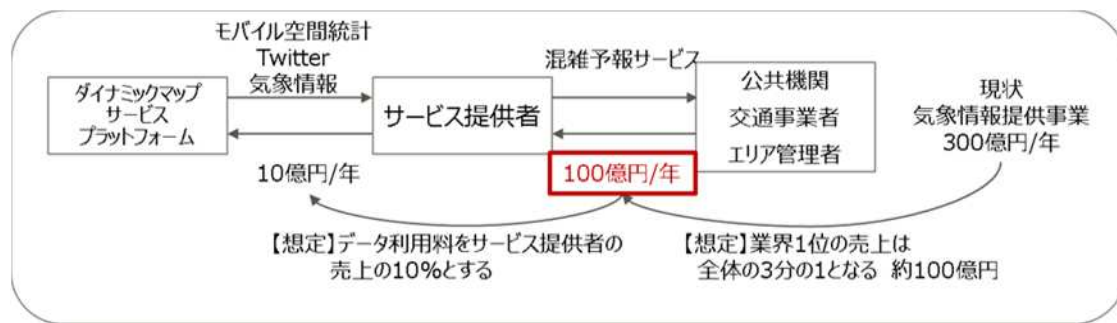 モバイル空間統計
Twitter
気象情報
混雑予報サービス
ダイナミックマップ
サービス
プラットフォーム
サービス提供者
公共機関
交通事業者
エリア管理者
現状
気象情報提供事業
300億円/年
10億円/年
100億円/年
【想定】データ利用料をサービス提供者の
売上の10%とする
【想定】業界1位の売上は
全体の3分の1となる 約100億円